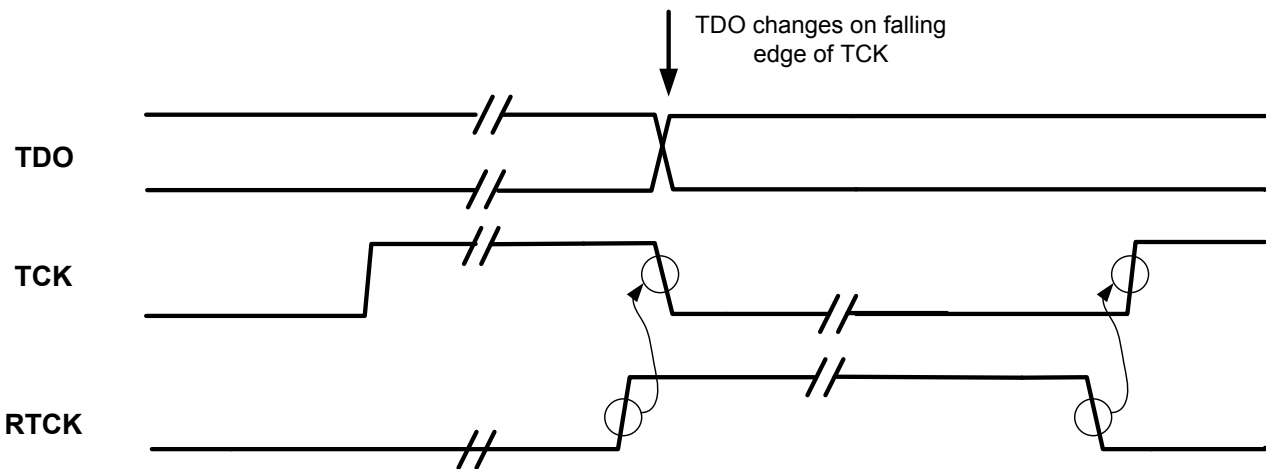 TDO changes on falling
edge of TCK
TDO
TCK
RTCK